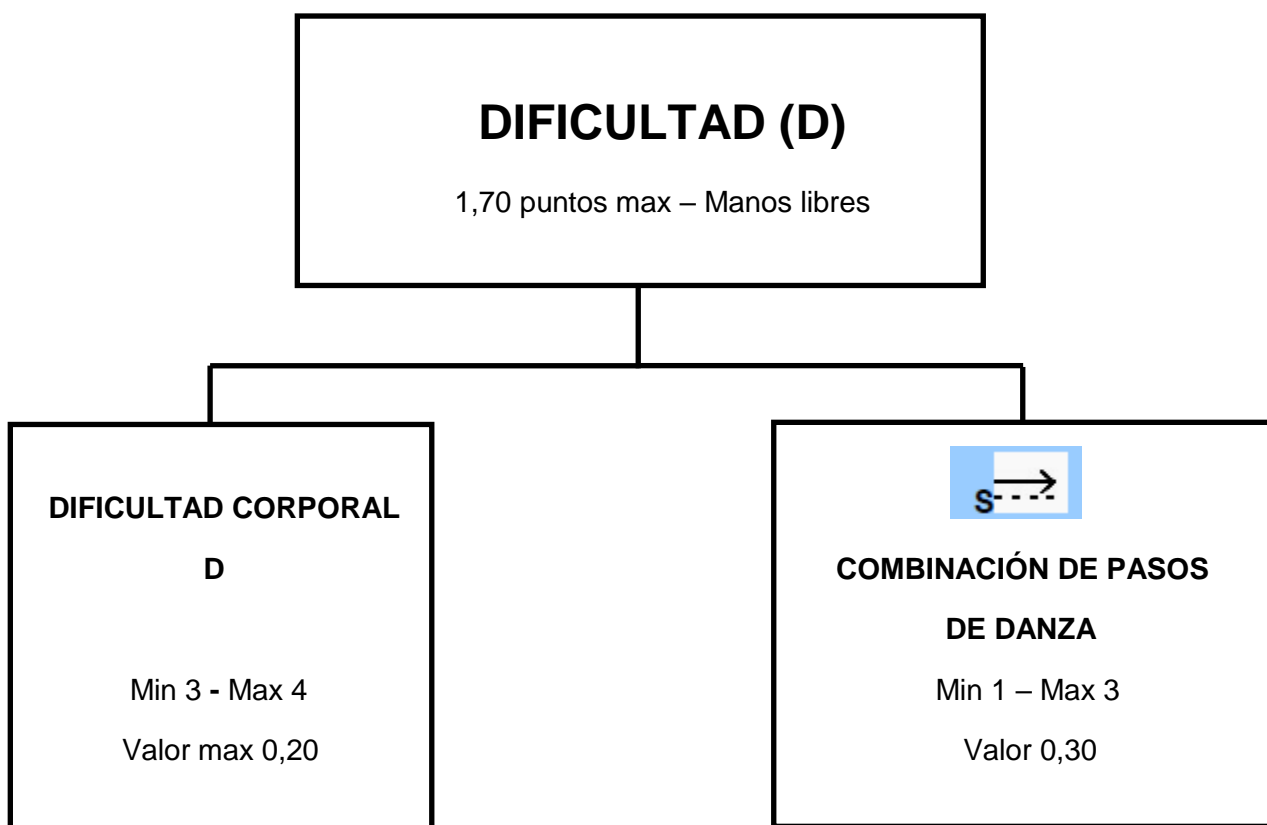 DIFICULTAD (D)
1,70 puntos max – Manos libres
DIFICULTAD CORPORAL
D
Min 3 - Max 4
Valor max 0,20
S
COMBINACIÓN DE PASOS
DE DANZA
Min 1 – Max 3
Valor 0,30